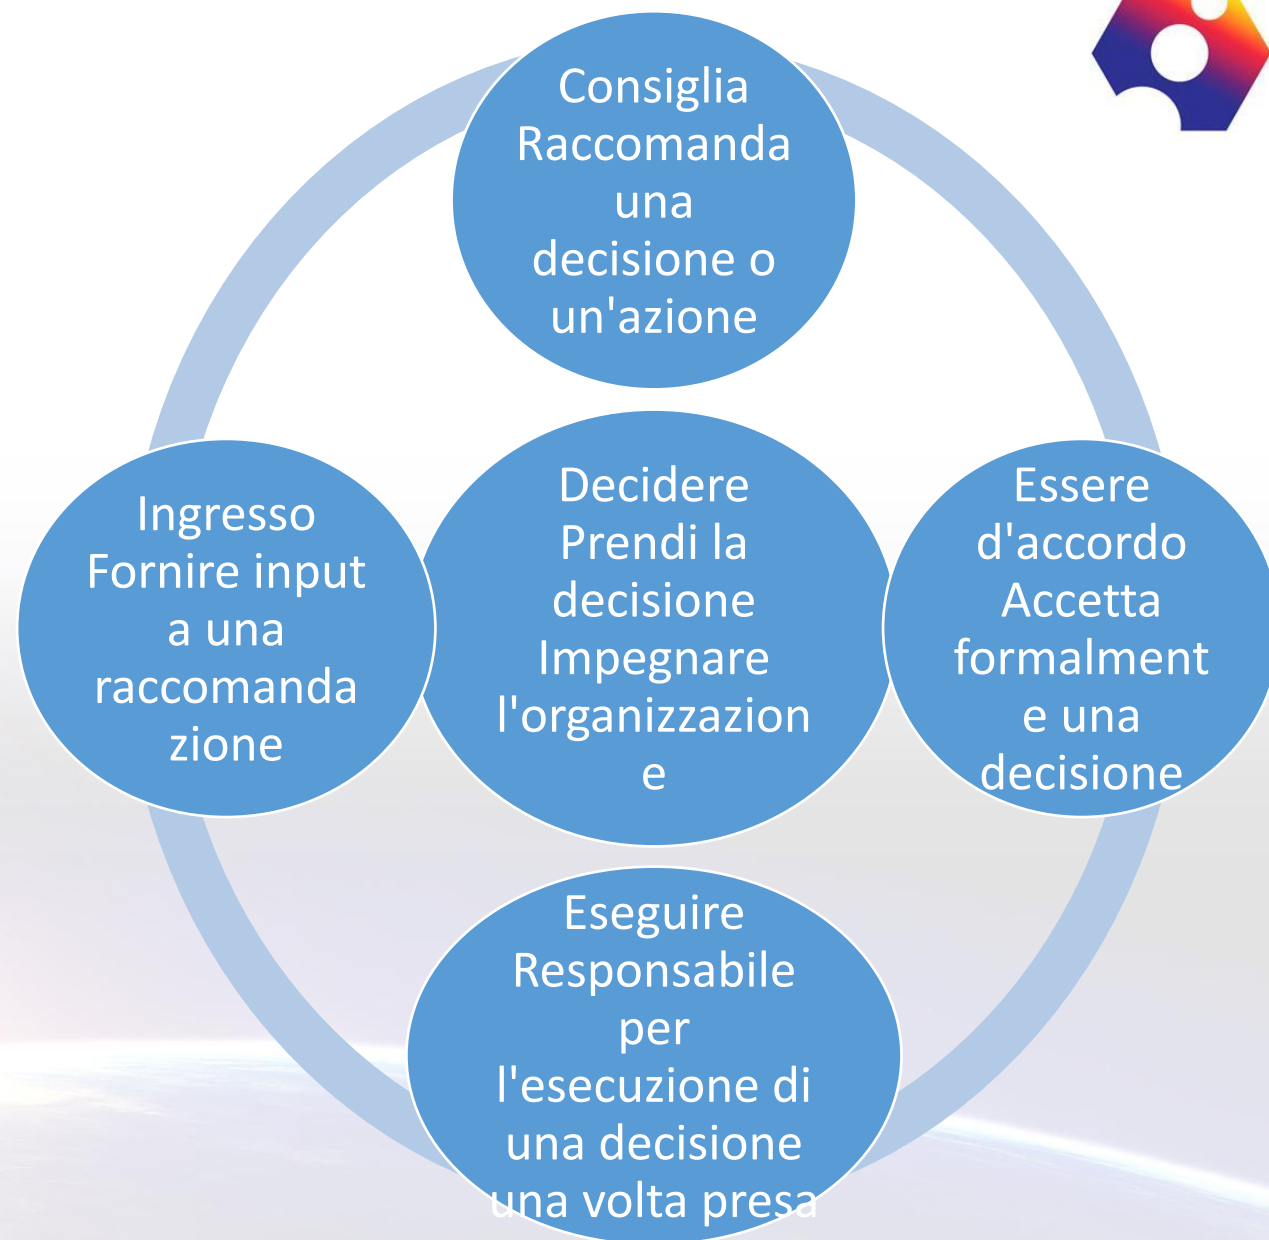 Consiglia
Raccomanda
una
decisione o
un'azione
Ingresso
Fornire input
a una
raccomanda
zione
Decidere
Prendi la
decisione
Impegnare
l'organizzazion
e
Essere
d'accordo
Accetta
formalment
e una
decisione
Eseguire
Responsabile
per
l'esecuzione di
una decisione
una volta presa